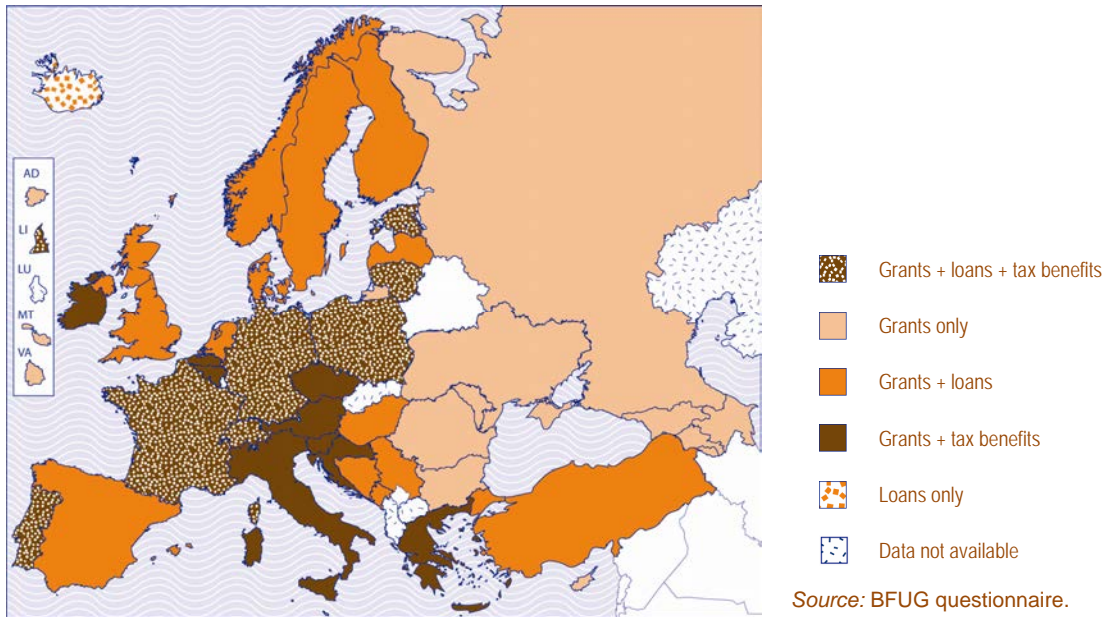 AD
LI
LU
MT
VA
Grants + loans + tax benefits
Grants only
Grants + loans
Grants + tax benefits
Loans only
Data not available
Source: BFUG questionnaire.